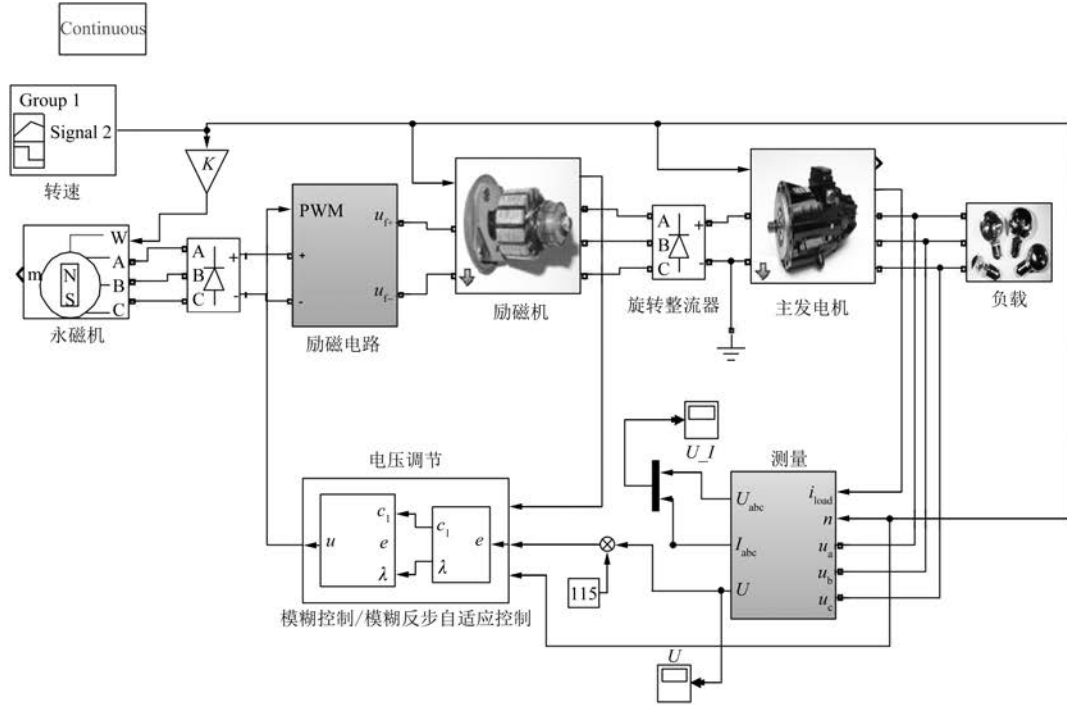 Continuous
Group 1
Signal 2
转速
K
W
A
B
C
m
N
S
永磁机
A
B
C
+
-
PWM
+
-
u_f+
u_f−
励磁电路
励磁机
A
B
C
+
-
旋转整流器
主发电机
负载
U_I
测量
U_abc
I_abc
U
i_load
n
u_a
u_b
u_c
电压调节
u
c_1
e
λ
c_1
λ
e
115
模糊控制/模糊反步自适应控制
U